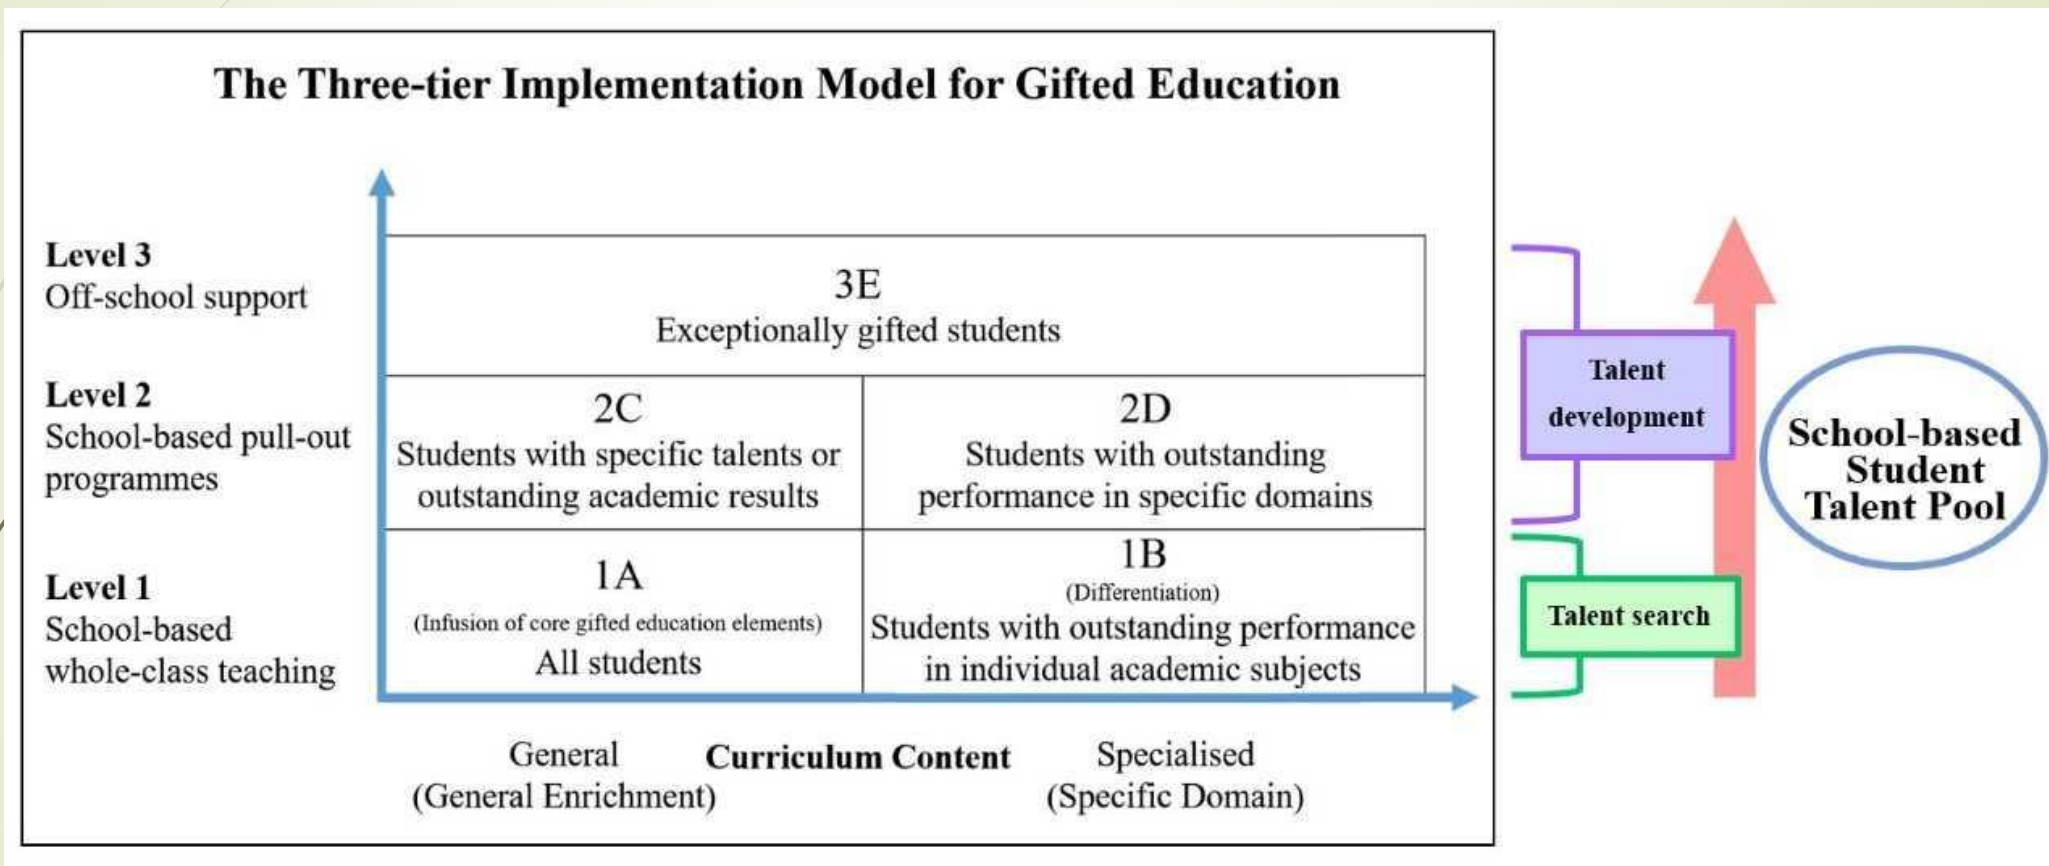 The Three-tier Implementation Model for Gifted Education
Level 3
Off-school support
3E
Exceptionally gifted students
Level 2
School-based pull-out
programmes
2C
Students with specific talents or
outstanding academic results
2D
Students with outstanding
performance in specific domains
Level 1
School-based
whole-class teaching
1A
(Infusion of core gifted education elements)
All students
1B
(Differentiation)
Students with outstanding performance
in individual academic subjects
General
(General Enrichment)
Curriculum Content
Specialised
(Specific Domain)
Talent
development
Talent search
School-based
Student
Talent Pool